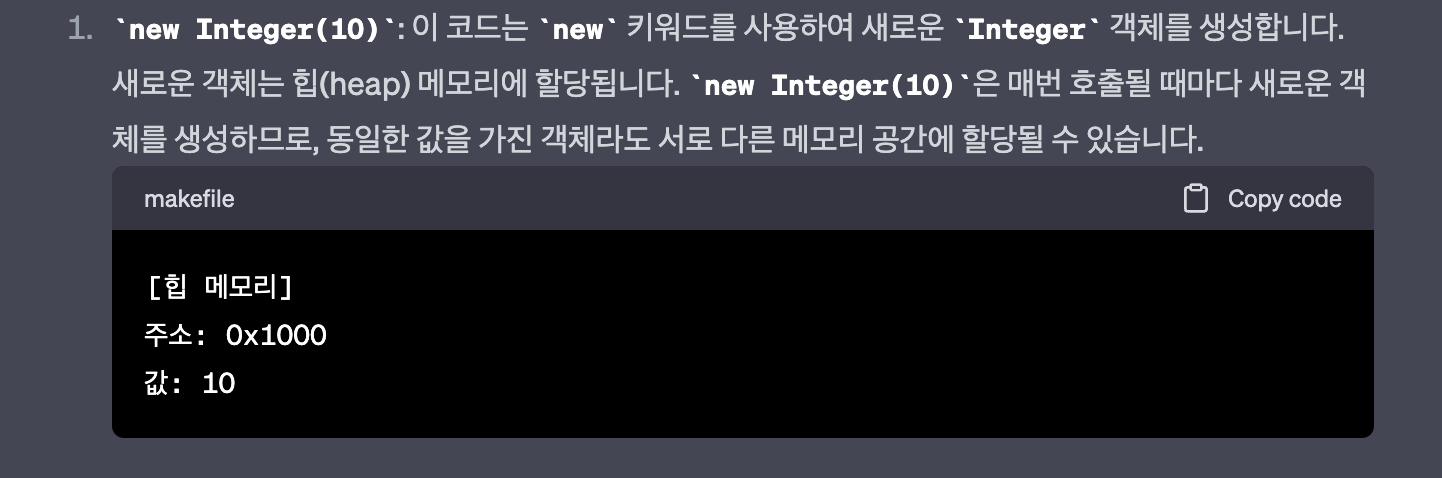 1. `new Integer(10)`: 이 코드는 `new` 키워드를 사용하여 새로운 `Integer` 객체를 생성합니다.
새로운 객체는 힙(heap) 메모리에 할당됩니다. `new Integer(10)`은 매번 호출될 때마다 새로운 객
체를 생성하므로, 동일한 값을 가진 객체라도 서로 다른 메모리 공간에 할당될 수 있습니다.
makefile Copy code
[힙 메모리]
주소: 0x1000
값: 10